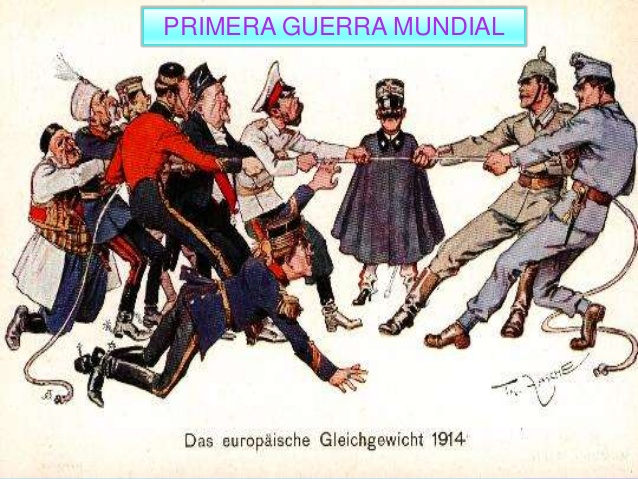 PRIMERA GUERRA MUNDIAL
Das europäische Gleichgewicht 1914